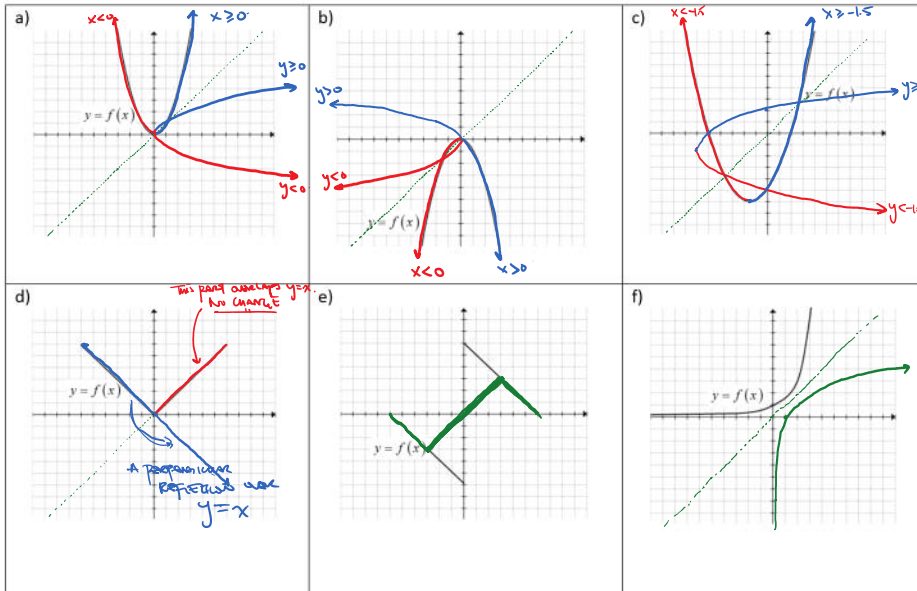 a)
x<0
x≥0
y≥0
y = f(x)
y<0
b)
y>0
y<0
y = f(x)
x<0
x>0
c)
x<-1.5
x≥-1.5
y = f(x)
y≥
y<-1.
d)
THIS PART OVERLAPS y=x.
NO CHANGE
y = f(x)
A PERPENDICULAR
REFLECTION OVER
y=x
e)
y = f(x)
f)
y = f(x)